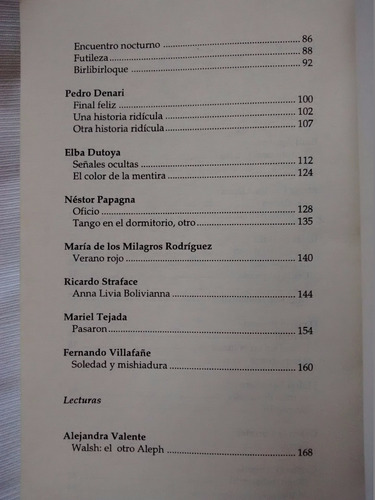 Encuentro nocturno ........ 86
Futileza ........ 88
Birlibirloque ........ 92
Pedro Denari
Final feliz ........ 100
Una historia ridícula ........ 102
Otra historia ridícula ........ 107
Elba Dutoya
Señales ocultas ........ 112
El color de la mentira ........ 124
Néstor Papagna
Oficio ........ 128
Tango en el dormitorio, otro ........ 135
María de los Milagros Rodríguez
Verano rojo ........ 140
Ricardo Straface
Anna Livia Bolivianna ........ 144
Mariel Tejada
Pasaron ........ 154
Fernando Villafañe
Soledad y mishiadura ........ 160
Lecturas
Alejandra Valente
Walsh: el otro Aleph ........ 168